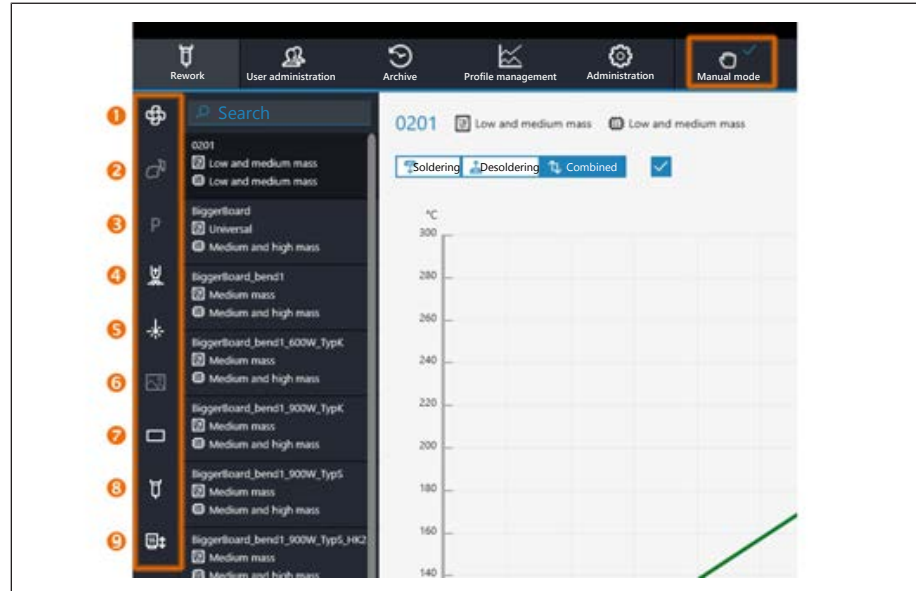 Rework User administration Archive Profile management Administration Manual mode
1
2
3
4
5
6
7
8
9
P
Search
0201
Low and medium mass
Low and medium mass
BiggerBoard
Universal
Medium and high mass
BiggerBoard_bend1
Medium mass
Medium and high mass
BiggerBoard_bend1_600W_TypK
Medium mass
Medium and high mass
BiggerBoard_bend1_900W_TypK
Medium mass
Medium and high mass
BiggerBoard_bend1_900W_TypS
Medium mass
Medium and high mass
BiggerBoard_bend1_900W_TypS_HK2
Medium mass
Medium and high mass
0201 Low and medium mass Low and medium mass
Soldering Desoldering Combined
°C
300
280
260
240
220
200
180
160
140